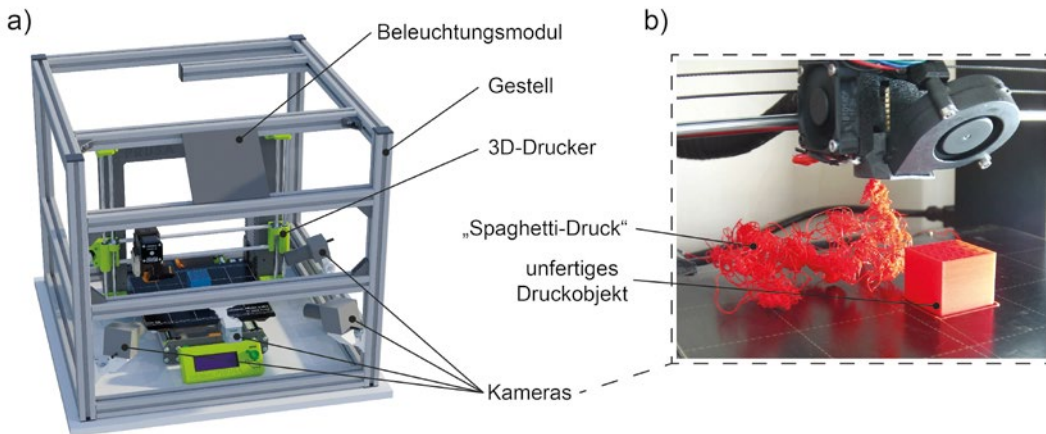 a)
Beleuchtungsmodul
Gestell
3D-Drucker
Kameras
b)
„Spaghetti-Druck“
unfertiges
Druckobjekt